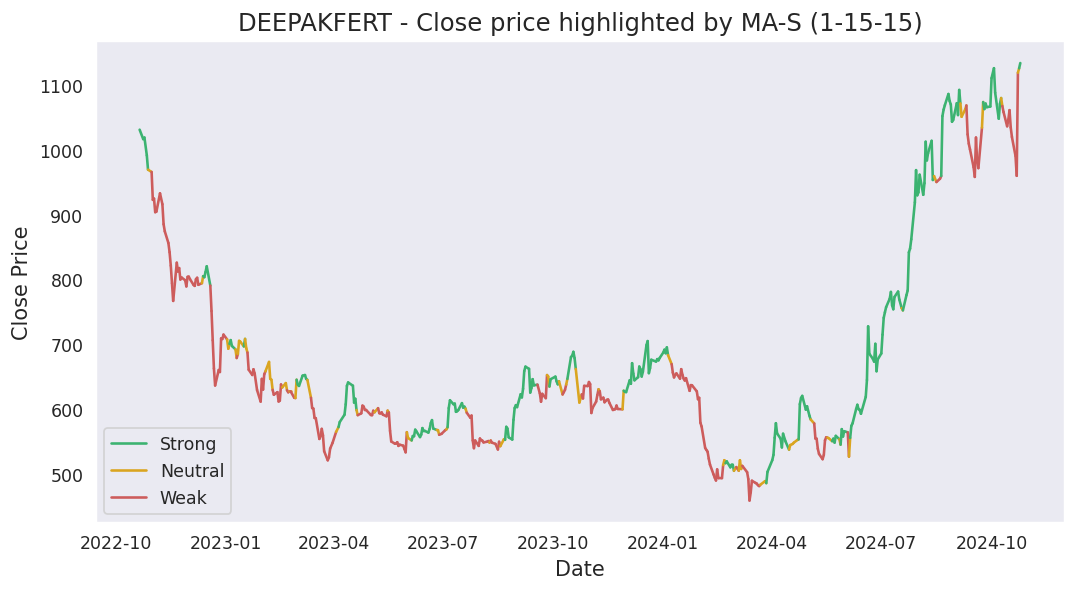 DEEPAKFERT - Close price highlighted by MA-S (1-15-15)
Close Price
1100
1000
900
800
700
600
500
Strong
Neutral
Weak
2022-10 2023-01 2023-04 2023-07 2023-10 2024-01 2024-04 2024-07 2024-10
Date